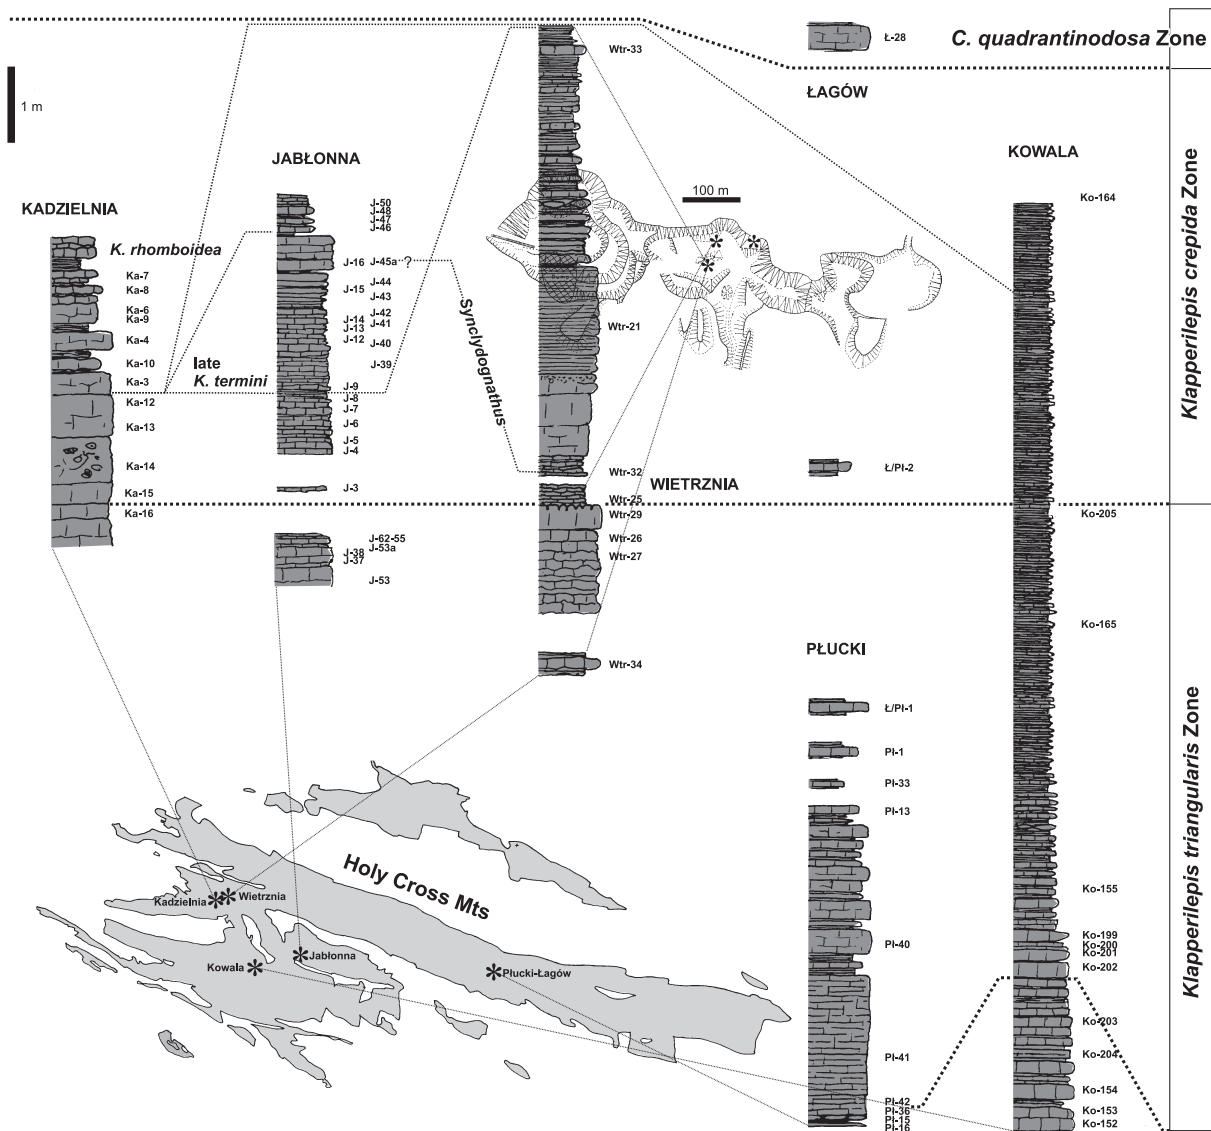 Ł-28
C. quadrantinodosa Zone
ŁAGÓW
1 m
Wtr-33
JABŁONNA
KOWALA
Ko-164
100 m
KADZIELNIA
K. rhomboidea
Ka-7
Ka-8
Ka-6
Ka-9
Ka-4
Ka-10
Ka-3
Ka-12
Ka-13
Ka-14
Ka-15
Ka-16
late
K. termini
J-50
J-48
J-47
J-46
J-16
J-45a
?
J-44
J-15
J-43
J-42
J-14
J-41
J-13
J-12
J-40
J-39
J-9
J-8
J-7
J-6
J-5
J-4
J-3
J-62-55
J-53a
J-38
J-37
J-53
Synclydognathus
Wtr-21
Wtr-32
WIETRZNIA
Wtr-25
Wtr-29
Wtr-26
Wtr-27
Wtr-34
Ł/Pl-2
Klapperilepis crepida Zone
Ko-205
Ko-165
PŁUCKI
Ł/Pl-1
Pl-1
Pl-33
Pl-13
Pl-40
Pl-41
Pl-42
Pl-36
Pl-15
Pl-16
Ko-155
Ko-199
Ko-200
Ko-201
Ko-202
Ko-203
Ko-204
Ko-154
Ko-153
Ko-152
Klapperilepis triangularis Zone
Holy Cross Mts
Kadzielnia
Wietrznia
Kowala
Jabłonna
Płucki-Łagów